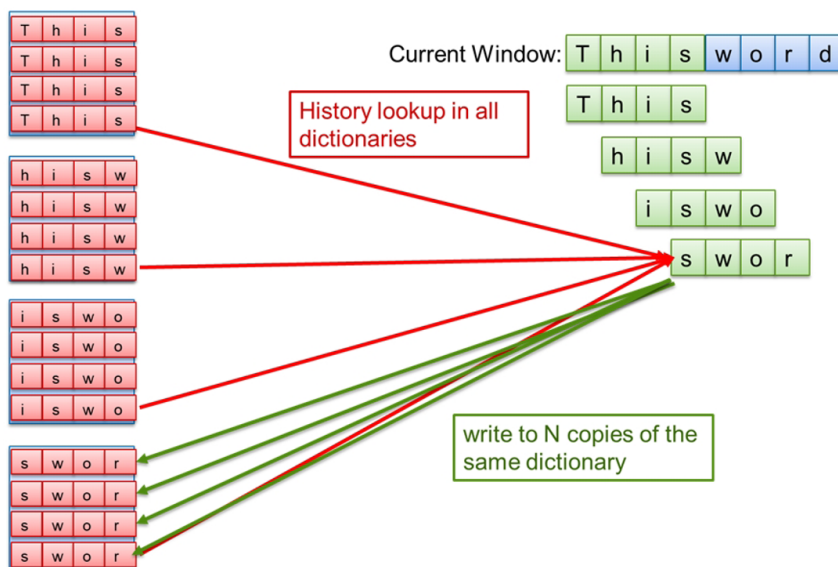 T h i s
T h i s
T h i s
T h i s
Current Window: T h i s w o r d
T h i s
History lookup in all
dictionaries
h i s w
h i s w
h i s w
h i s w
h i s w
i s w o
s w o r
i s w o
i s w o
i s w o
i s w o
write to N copies of the
same dictionary
s w o r
s w o r
s w o r
s w o r